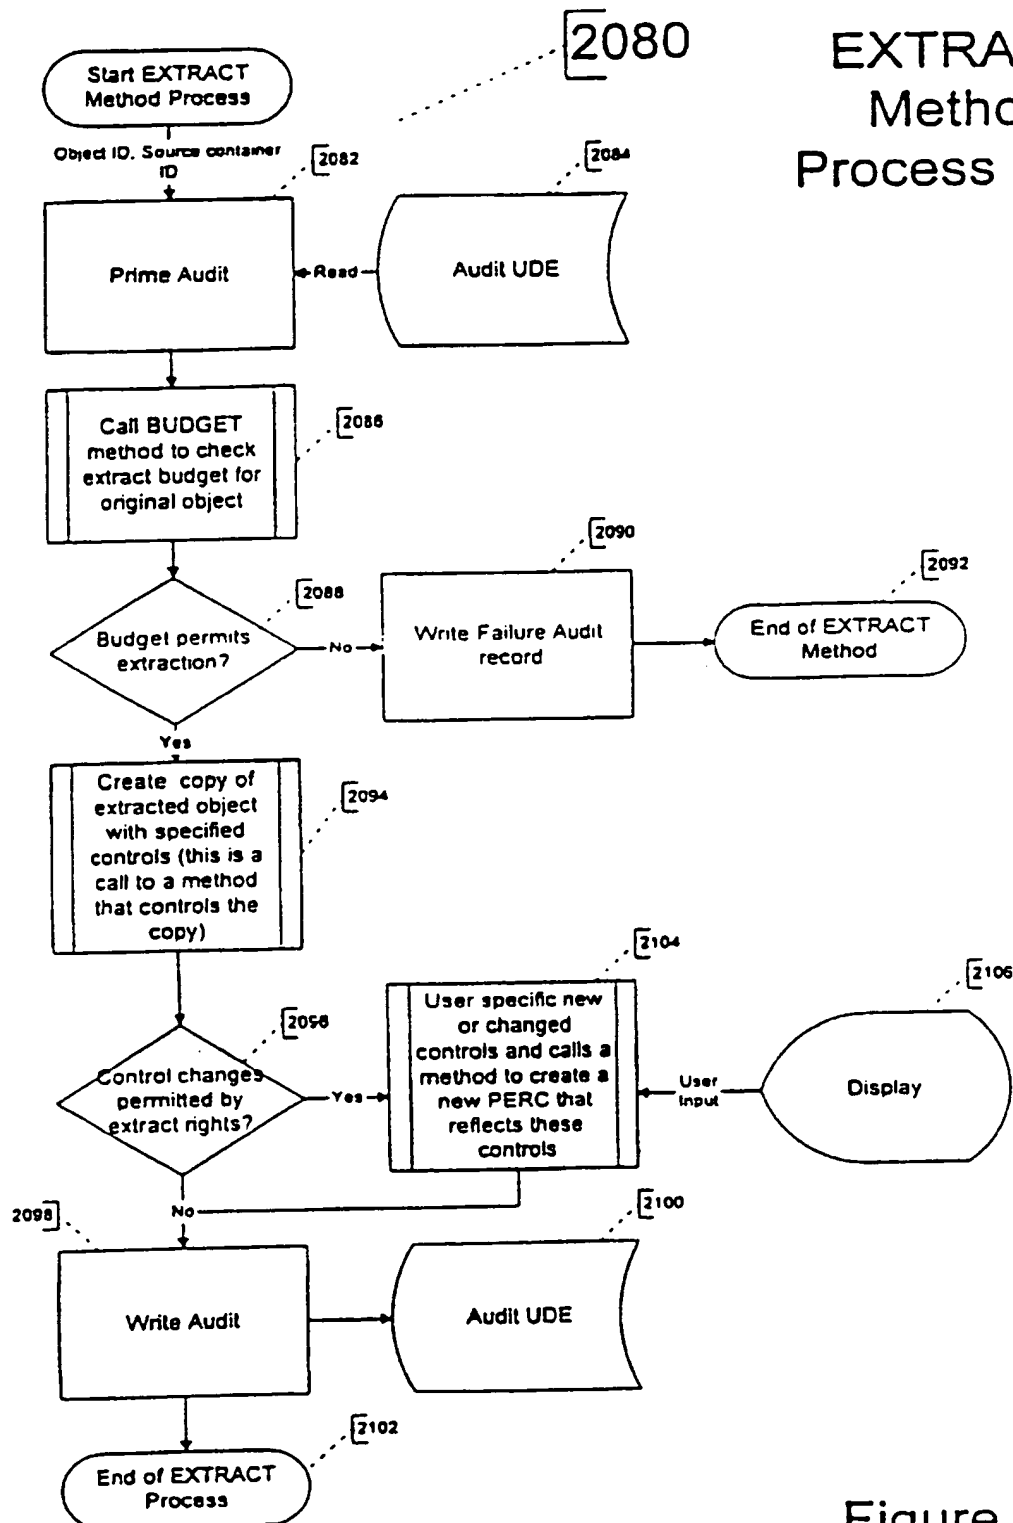 2080
EXTRA
Metho
Process
Start EXTRACT
Method Process
Object ID, Source container
ID
2082
2084
Prime Audit
Read
Audit UDE
Call BUDGET
method to check
extract budget for
original object
2086
2088
Budget permits
extraction?
No
2090
Write Failure Audit
record
2092
End of EXTRACT
Method
Yes
Create copy of
extracted object
with specified
controls (this is a
call to a method
that controls the
copy)
2094
2096
Control changes
permitted by
extract rights?
Yes
2104
User specific new
or changed
controls and calls a
method to create a
new PERC that
reflects these
controls
User
Input
2106
Display
No
2098
Write Audit
2100
Audit UDE
2102
End of EXTRACT
Process
Figure